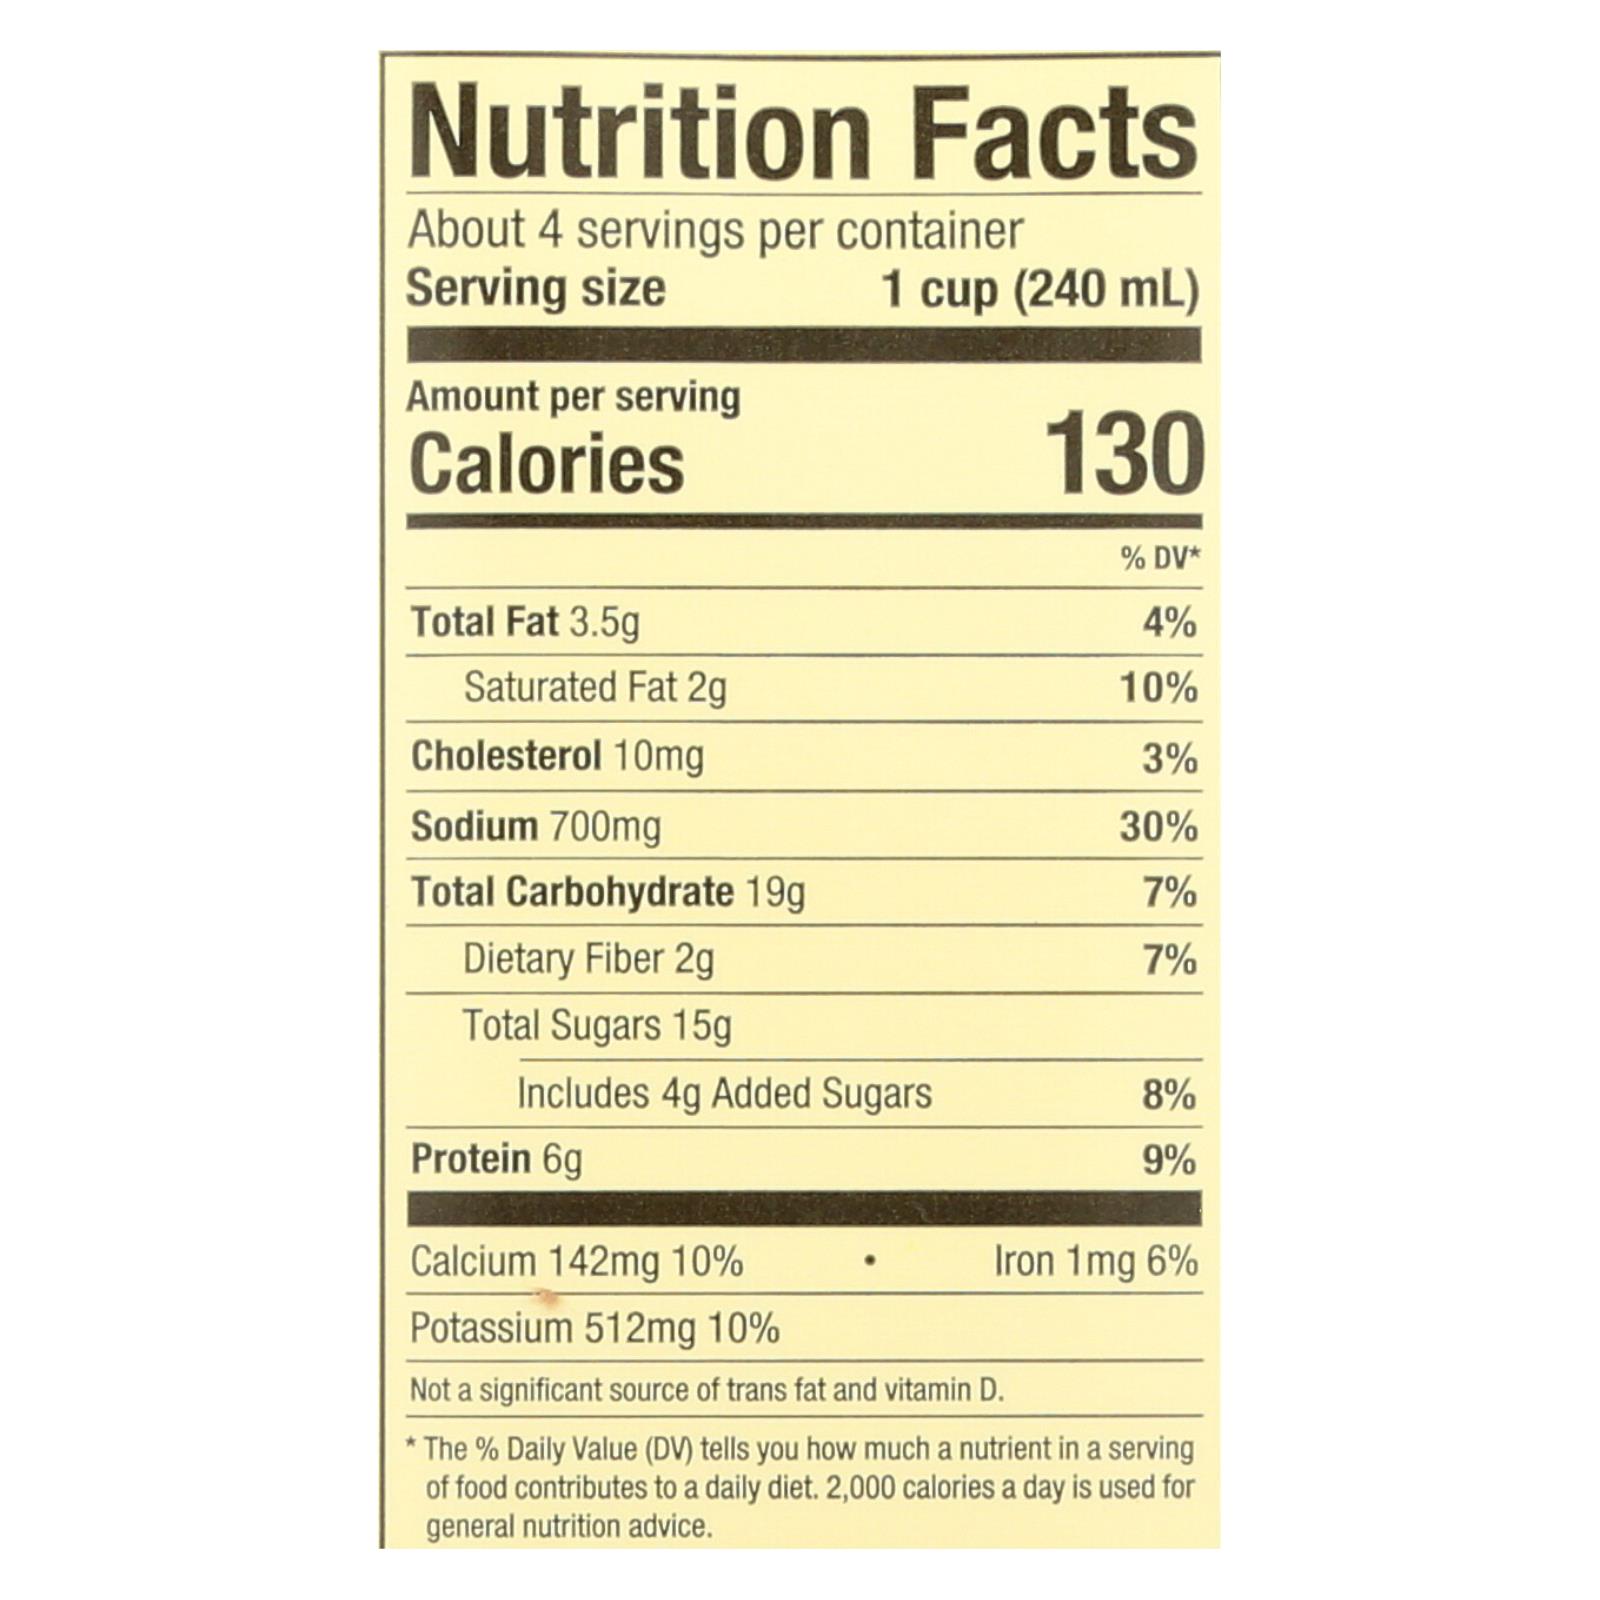 Nutrition Facts
About 4 servings per container
Serving size 1 cup (240 mL)
Amount per serving
Calories 130
% DV*
Total Fat 3.5g 4%
Saturated Fat 2g 10%
Cholesterol 10mg 3%
Sodium 700mg 30%
Total Carbohydrate 19g 7%
Dietary Fiber 2g 7%
Total Sugars 15g
Includes 4g Added Sugars 8%
Protein 6g 9%
Calcium 142mg 10% • Iron 1mg 6%
Potassium 512mg 10%
Not a significant source of trans fat and vitamin D.
* The % Daily Value (DV) tells you how much a nutrient in a serving
of food contributes to a daily diet. 2,000 calories a day is used for
general nutrition advice.